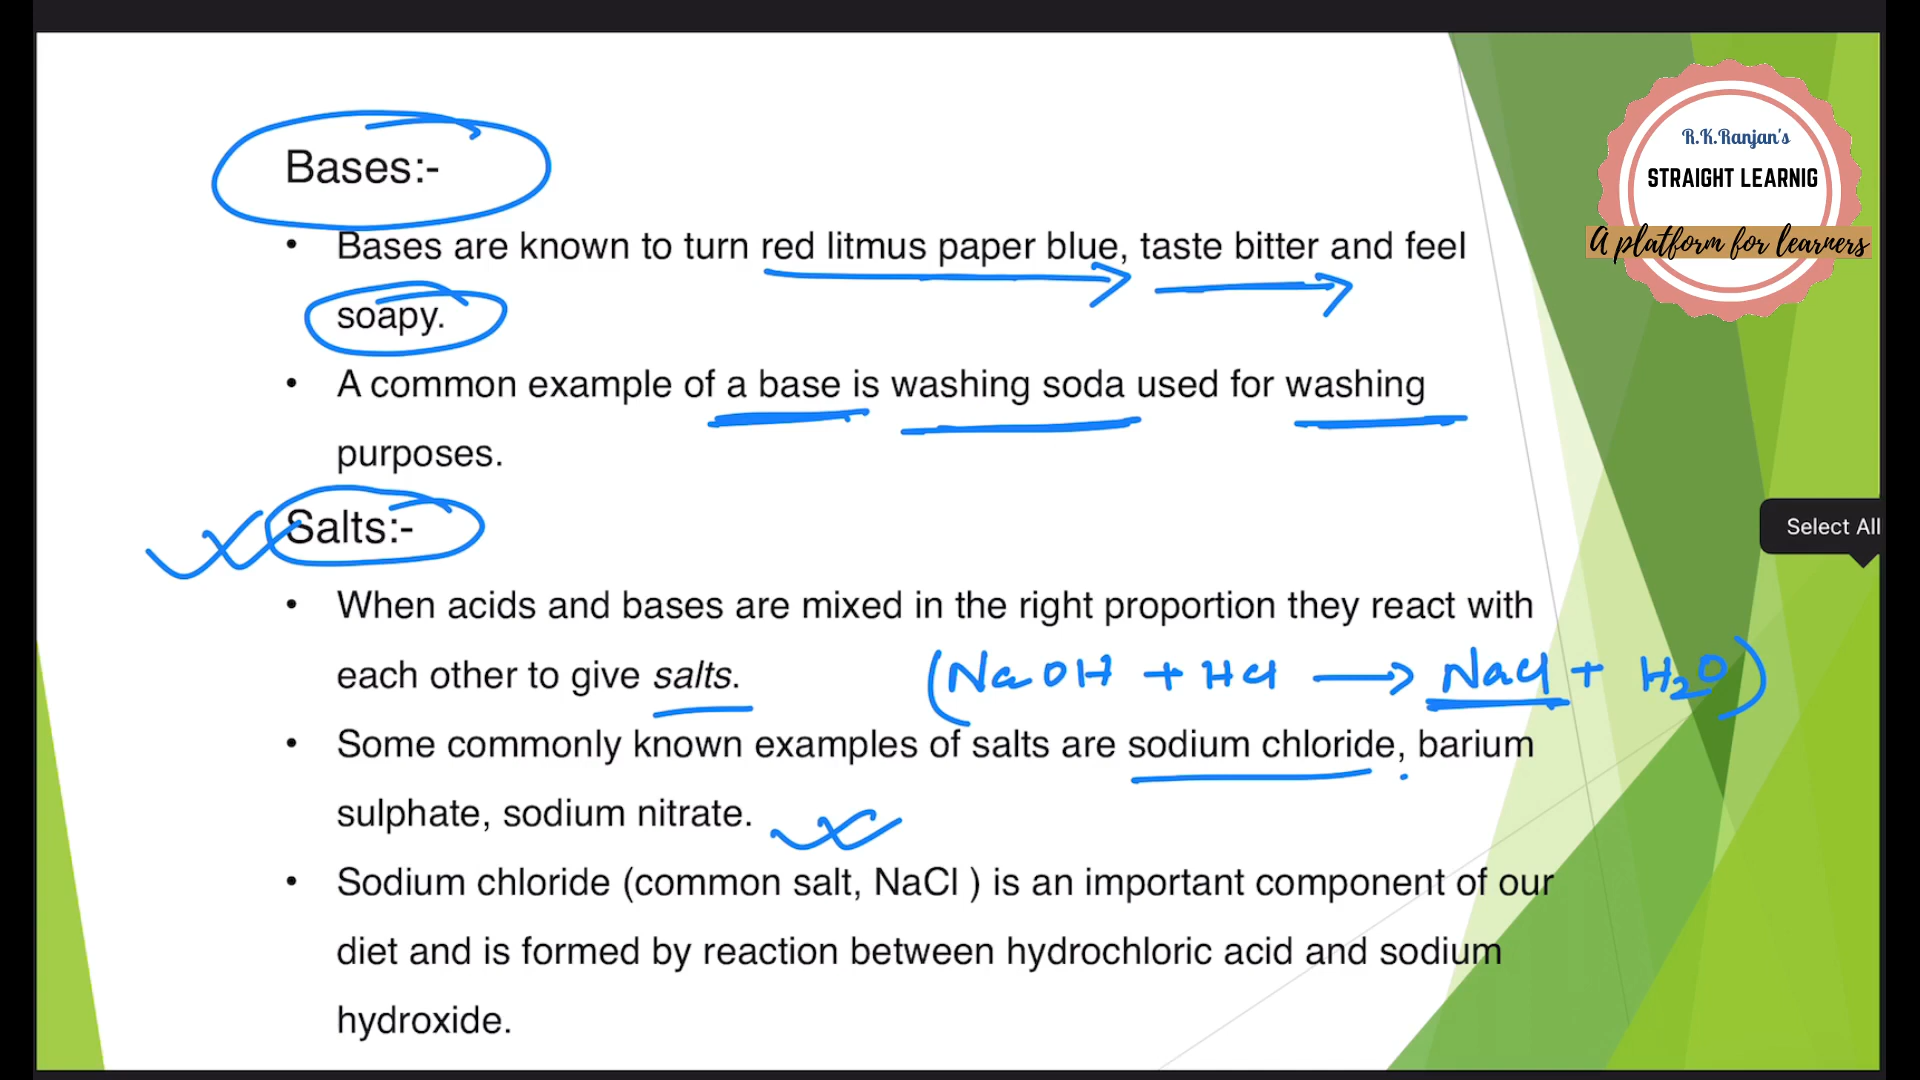 R.K.Ranjan's
STRAIGHT LEARNIG
A platform for learners
Bases:-
• Bases are known to turn red litmus paper blue, taste bitter and feel
soapy.
• A common example of a base is washing soda used for washing
purposes.
Salts:-
Select All
• When acids and bases are mixed in the right proportion they react with
each other to give salts.
(NaOH + HCl → NaCl + H₂O)
• Some commonly known examples of salts are sodium chloride, barium
sulphate, sodium nitrate.
• Sodium chloride (common salt, NaCl ) is an important component of our
diet and is formed by reaction between hydrochloric acid and sodium
hydroxide.